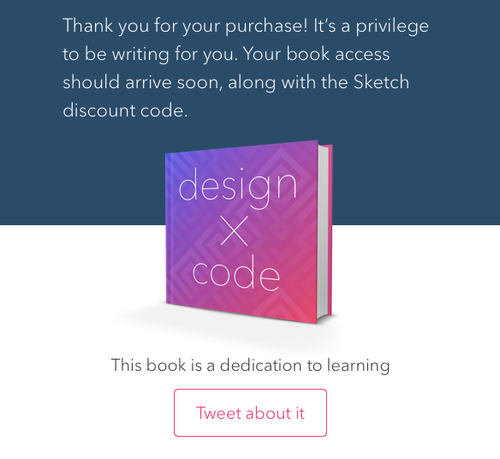 Thank you for your purchase! It’s a privilege
to be writing for you. Your book access
should arrive soon, along with the Sketch
discount code.
design
X
code
This book is a dedication to learning
Tweet about it